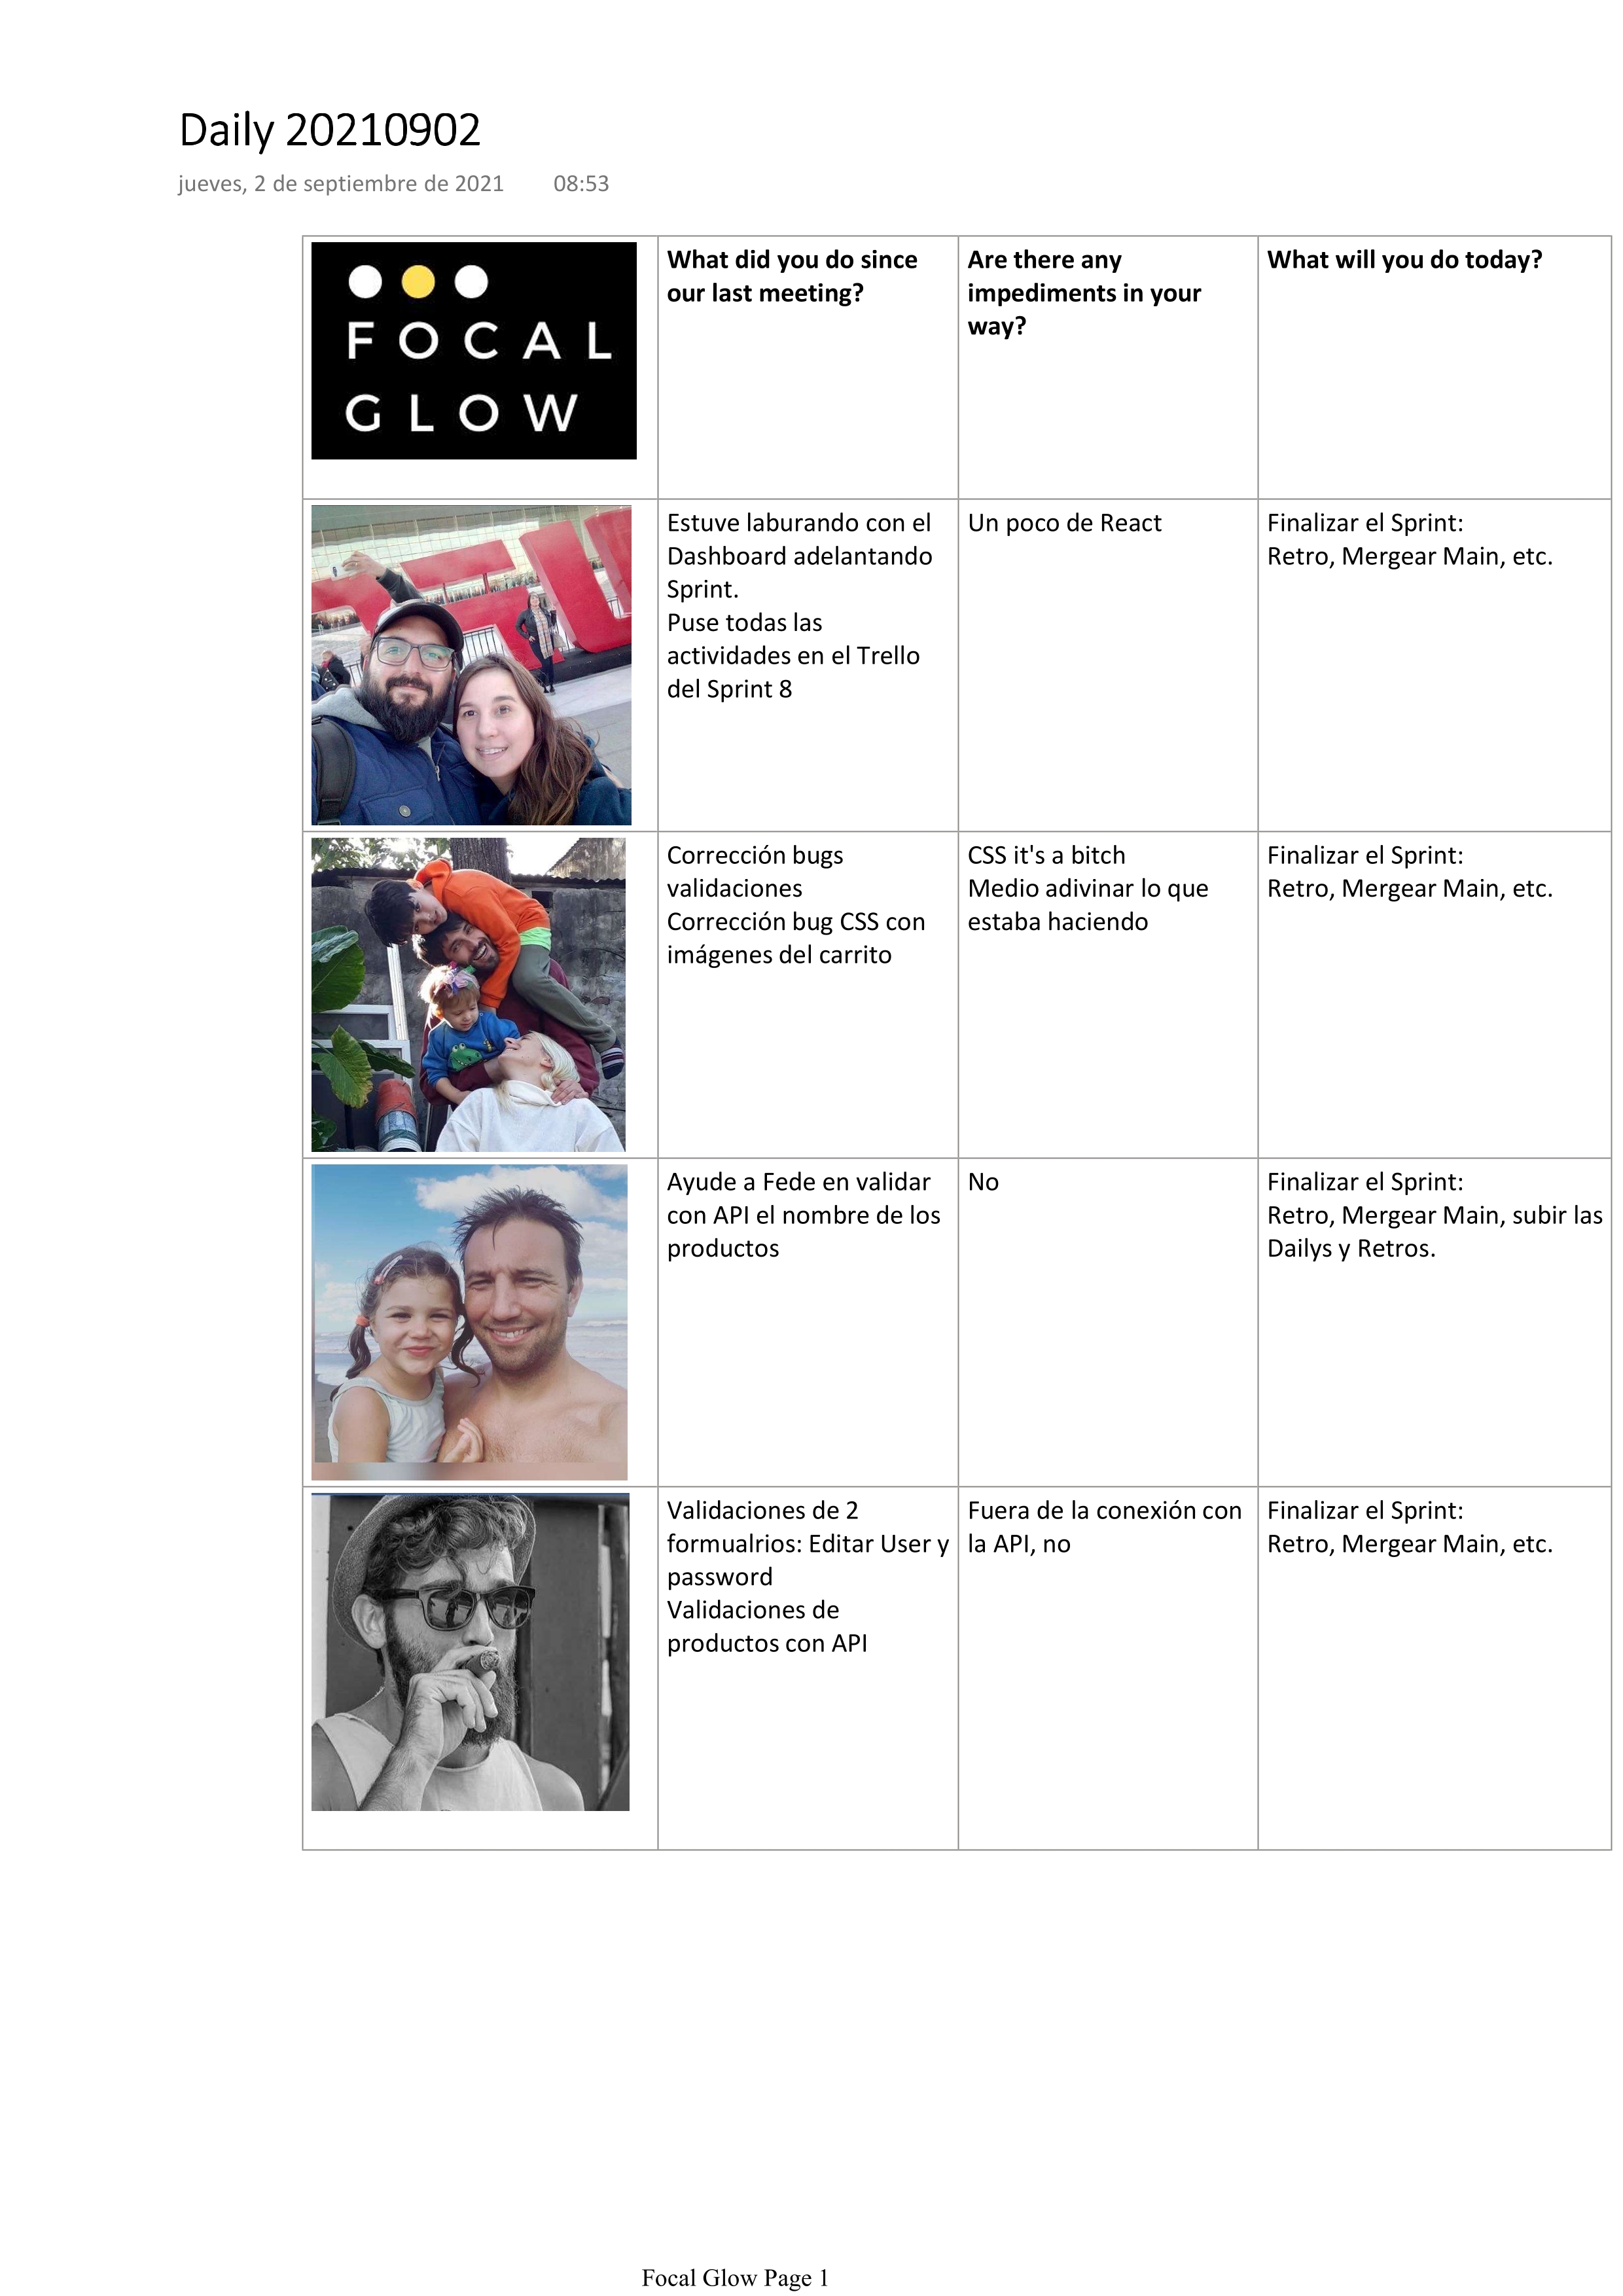 Daily 20210902
jueves, 2 de septiembre de 2021 08:53
FOCAL
GLOW
What did you do since
our last meeting?
Are there any
impediments in your
way?
What will you do today?
Estuve laburando con el
Dashboard adelantando
Sprint.
Puse todas las
actividades en el Trello
del Sprint 8
Un poco de React
Finalizar el Sprint:
Retro, Mergear Main, etc.
Corrección bugs
validaciones
Corrección bug CSS con
imágenes del carrito
CSS it's a bitch
Medio adivinar lo que
estaba haciendo
Finalizar el Sprint:
Retro, Mergear Main, etc.
Ayude a Fede en validar
con API el nombre de los
productos
No
Finalizar el Sprint:
Retro, Mergear Main, subir las
Dailys y Retros.
Validaciones de 2
formualrios: Editar User y
password
Validaciones de
productos con API
Fuera de la conexión con
la API, no
Finalizar el Sprint:
Retro, Mergear Main, etc.
Focal Glow Page 1